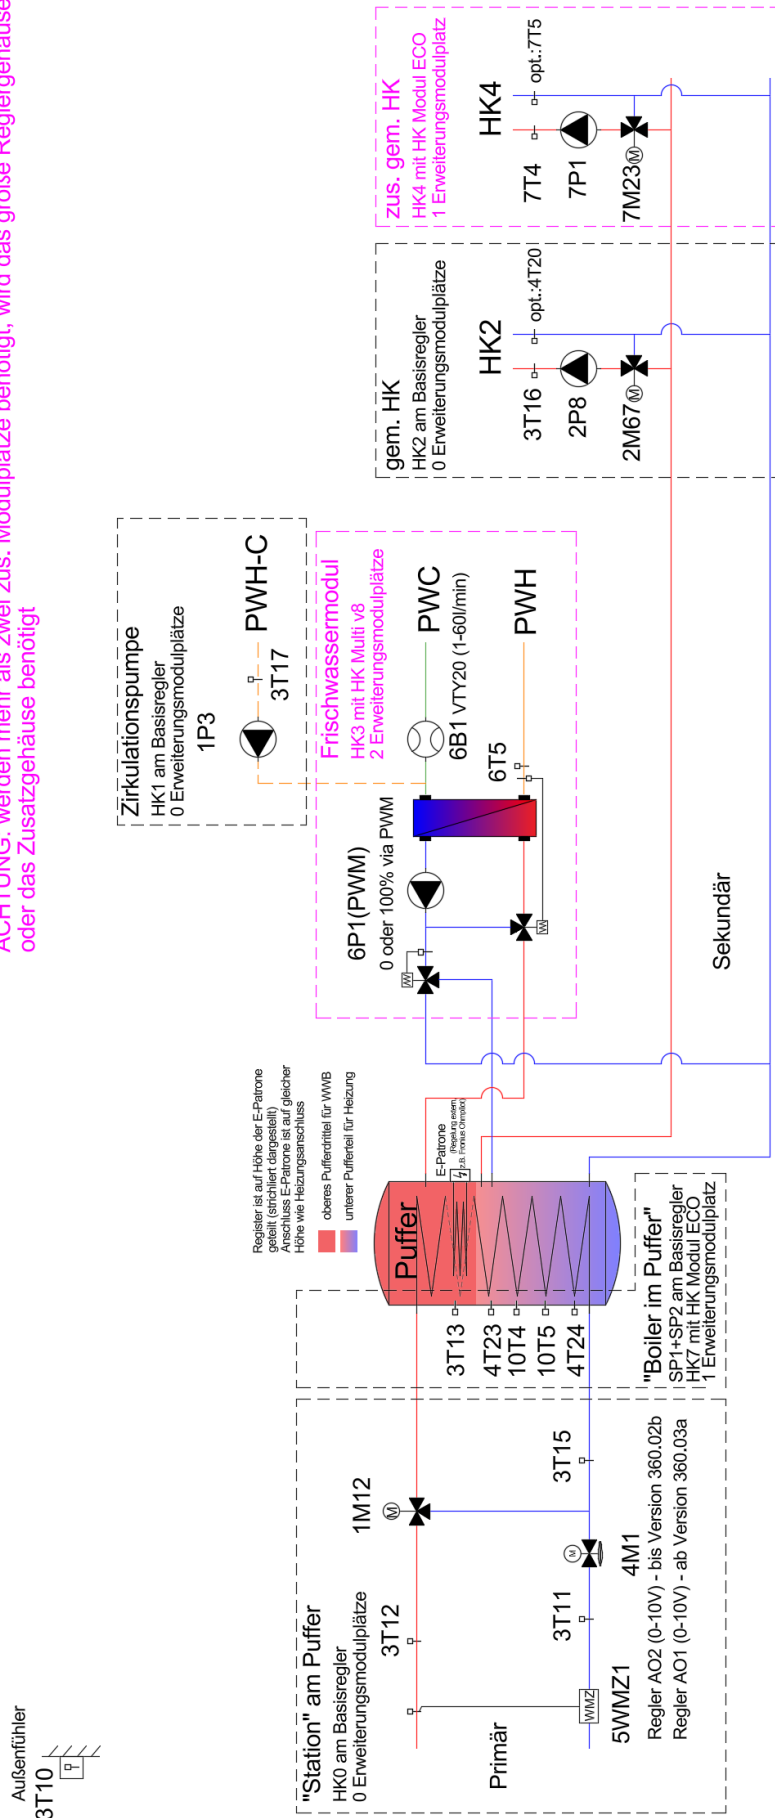 ACHTUNG: werden mehr als zwei zus. Modulplätze benötigt, wird das große Reglergehäuse
oder das Zusatzgehäuse benötigt
Außenfühler
3T10
"Station" am Puffer
HK0 am Basisregler
0 Erweiterungsmodulplätze
3T12
1M12
M
Primär
WMZ
5WMZ1
3T11
M
4M1
3T15
Regler AO2 (0-10V) - bis Version 360.02b
Regler AO1 (0-10V) - ab Version 360.03a
Register ist auf Höhe der E-Patrone
geteilt (strichliert dargestellt)
Anschluss E-Patrone ist auf gleicher
Höhe wie Heizungsanschluss
oberes Pufferdrittel für WWB
unterer Pufferteil für Heizung
Puffer
E-Patrone
(Regelung extern,
z.B. Fronius Ohmpilot)
3T13
4T23
10T4
10T5
4T24
"Boiler im Puffer"
SP1+SP2 am Basisregler
HK7 mit HK Modul ECO
1 Erweiterungsmodulplatz
Zirkulationspumpe
HK1 am Basisregler
0 Erweiterungsmodulplätze
1P3
PWH-C
3T17
Frischwassermodul
HK3 mit HK Multi v8
2 Erweiterungsmodulplätze
6P1(PWM)
0 oder 100% via PWM
PWC
6B1 VTY20 (1-60l/min)
6T5
PWH
Sekundär
gem. HK
HK2 am Basisregler
0 Erweiterungsmodulplätze
HK2
3T16
opt.:4T20
2P8
2M67
M
zus. gem. HK
HK4 mit HK Modul ECO
1 Erweiterungsmodulplatz
HK4
7T4
opt.:7T5
7P1
7M23
M